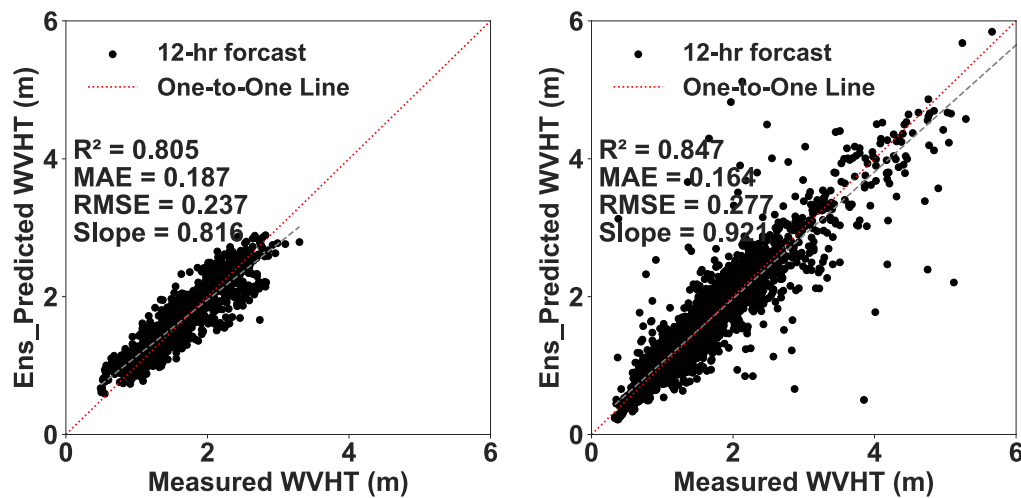 6
4
2
0
Ens_Predicted WVHT (m)
12-hr forcast
One-to-One Line
R² = 0.805
MAE = 0.187
RMSE = 0.237
Slope = 0.816
0 2 4 6
Measured WVHT (m)
6
4
2
0
Ens_Predicted WVHT (m)
12-hr forcast
One-to-One Line
R² = 0.847
MAE = 0.164
RMSE = 0.277
Slope = 0.921
0 2 4 6
Measured WVHT (m)